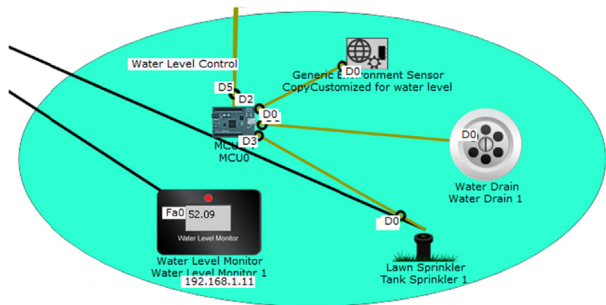 Water Level Control
D0
Generic Environment Sensor
CopyCustomized for water level
D5
D2
D0
D3
MCU
MCU0
D0
Water Drain
Water Drain 1
Fa0
52.09
Water Level Monitor
Water Level Monitor
Water Level Monitor 1
192.168.1.11
D0
Lawn Sprinkler
Tank Sprinkler 1